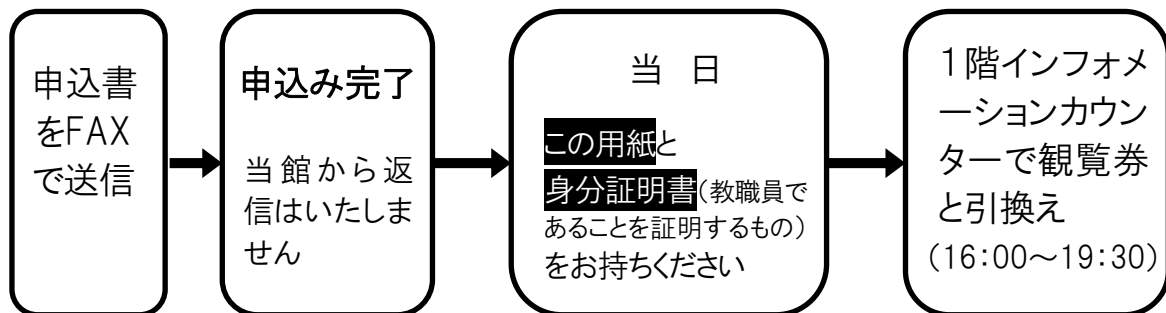 申込書
をFAX
で送信
申込み完了
当館から返
信はいたしま
せん
当 日
この用紙と
身分証明書(教職員で
あることを証明するもの)
をお持ちください
1階インフォメ
ーションカウン
ターで観覧券
と引換え
(16:00~19:30)